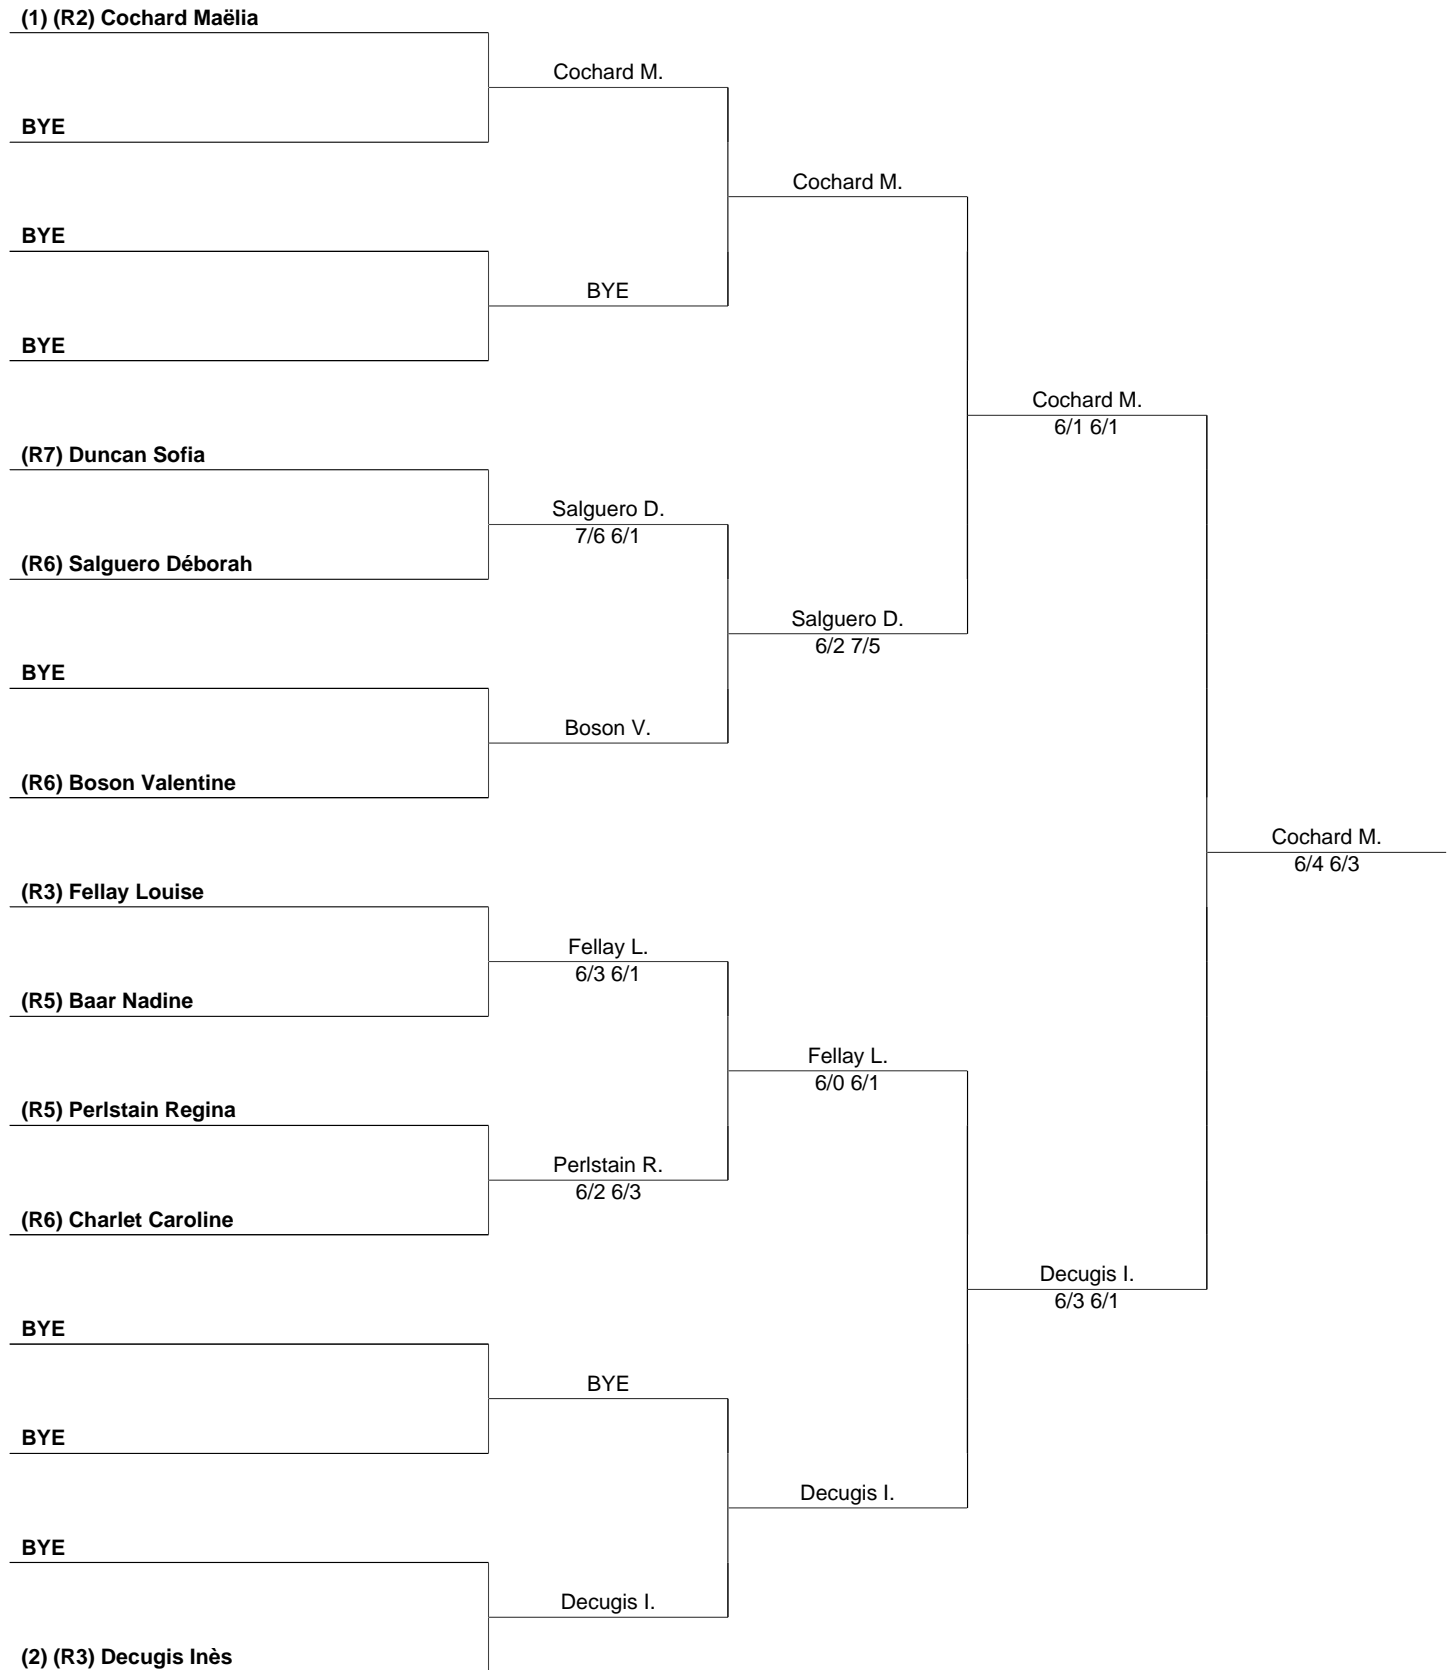 (1) (R2) Cochard Maëlia
Cochard M.
BYE
Cochard M.
BYE
BYE
BYE
Cochard M.
6/1 6/1
(R7) Duncan Sofia
Salguero D.
7/6 6/1
(R6) Salguero Déborah
Salguero D.
6/2 7/5
BYE
Boson V.
(R6) Boson Valentine
Cochard M.
6/4 6/3
(R3) Fellay Louise
Fellay L.
6/3 6/1
(R5) Baar Nadine
Fellay L.
6/0 6/1
(R5) Perlstain Regina
Perlstain R.
6/2 6/3
(R6) Charlet Caroline
Decugis I.
6/3 6/1
BYE
BYE
BYE
Decugis I.
BYE
Decugis I.
(2) (R3) Decugis Inès